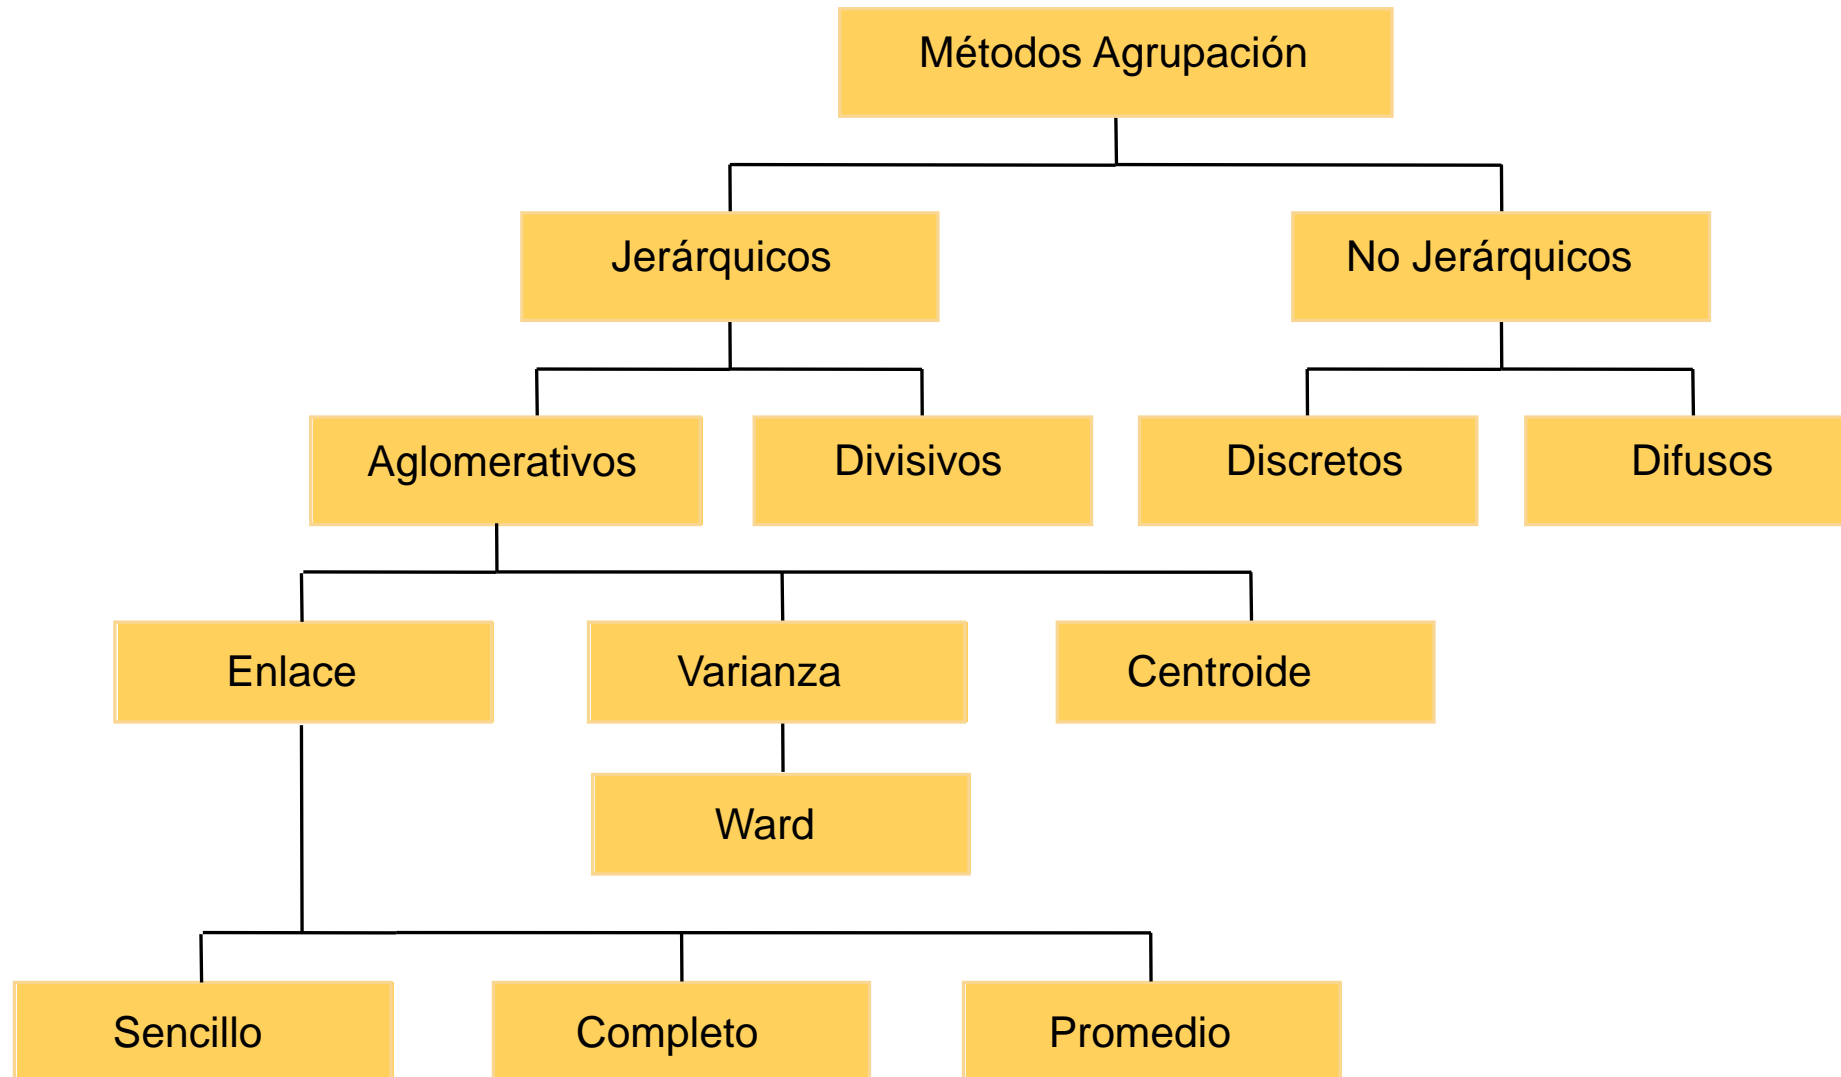 Métodos Agrupación
Jerárquicos
No Jerárquicos
Aglomerativos
Divisivos
Discretos
Difusos
Enlace
Varianza
Centroide
Ward
Sencillo
Completo
Promedio